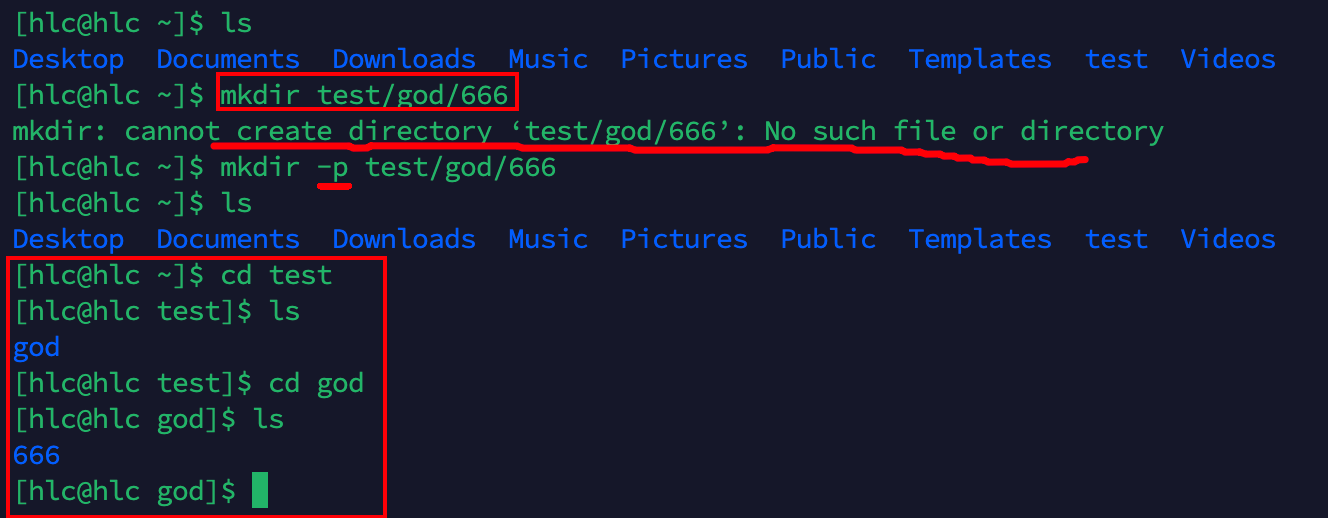 [hlc@hlc ~]$ ls
Desktop  Documents  Downloads  Music  Pictures  Public  Templates  test  Videos
[hlc@hlc ~]$ mkdir test/god/666
mkdir: cannot create directory ‘test/god/666’: No such file or directory
[hlc@hlc ~]$ mkdir -p test/god/666
[hlc@hlc ~]$ ls
Desktop  Documents  Downloads  Music  Pictures  Public  Templates  test  Videos
[hlc@hlc ~]$ cd test
[hlc@hlc test]$ ls
god
[hlc@hlc test]$ cd god
[hlc@hlc god]$ ls
666
[hlc@hlc god]$